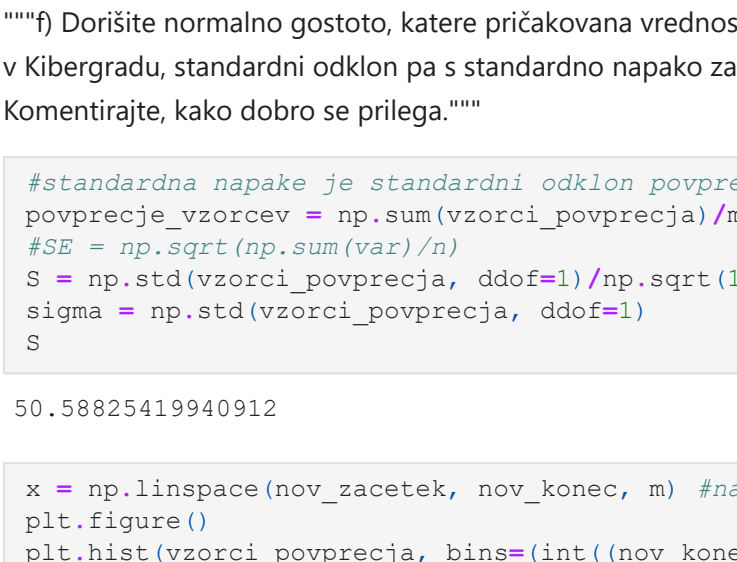 """f) Dorišite normalno gostoto, katere pričakovana vrednos
v Kibergradu, standardni odklon pa s standardno napako za
Komentirajte, kako dobro se prilega."""
#standardna napake je standardni odklon povpre
povprecje_vzorcev = np.sum(vzorci_povprecja)/m
#SE = np.sqrt(np.sum(var)/n)
S = np.std(vzorci_povprecja, ddof=1)/np.sqrt(1
sigma = np.std(vzorci_povprecja, ddof=1)
S
50.58825419940912
x = np.linspace(nov_zacetek, nov_konec, m) #na
plt.figure()
plt.hist(vzorci_povprecja, bins=(int((nov_kone